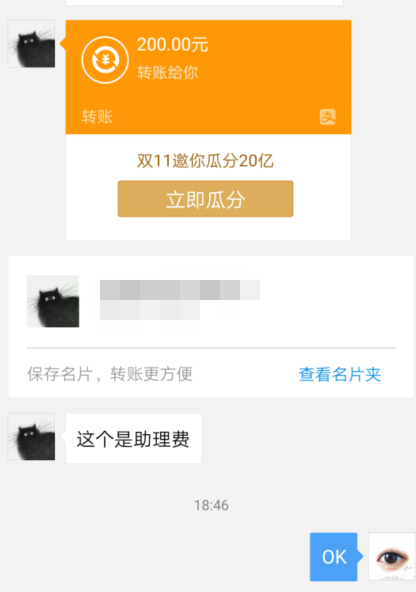 200.00元
转账给你
转账
双11邀你瓜分20亿
立即瓜分
保存名片，转账更方便
查看名片夹
这个是助理费
18:46
OK